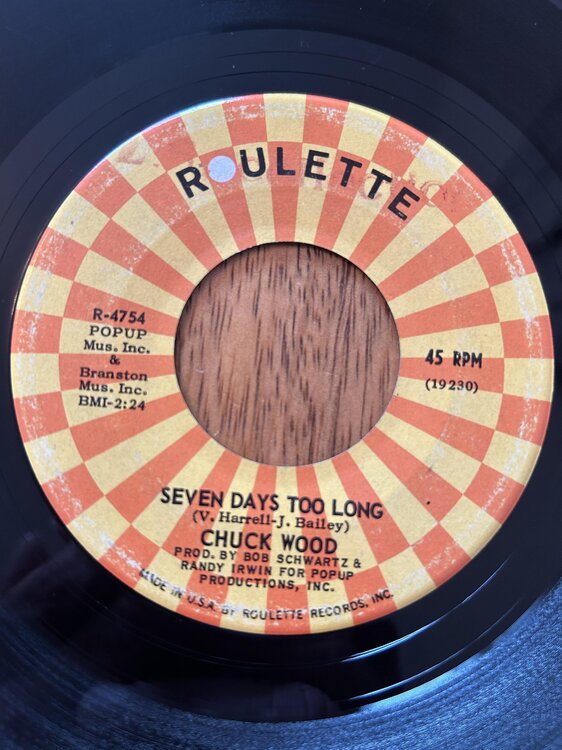 ROULETTE
R-4754
POPUP
Mus. Inc.
&
Branston
Mus. Inc.
BMI-2:24
45 RPM
(19230)
SEVEN DAYS TOO LONG
(V. Harrell-J. Bailey)
CHUCK WOOD
PROD. BY BOB SCHWARTZ &
RANDY IRWIN FOR POPUP
PRODUCTIONS, INC.
MADE IN U.S.A. BY ROULETTE RECORDS, INC.